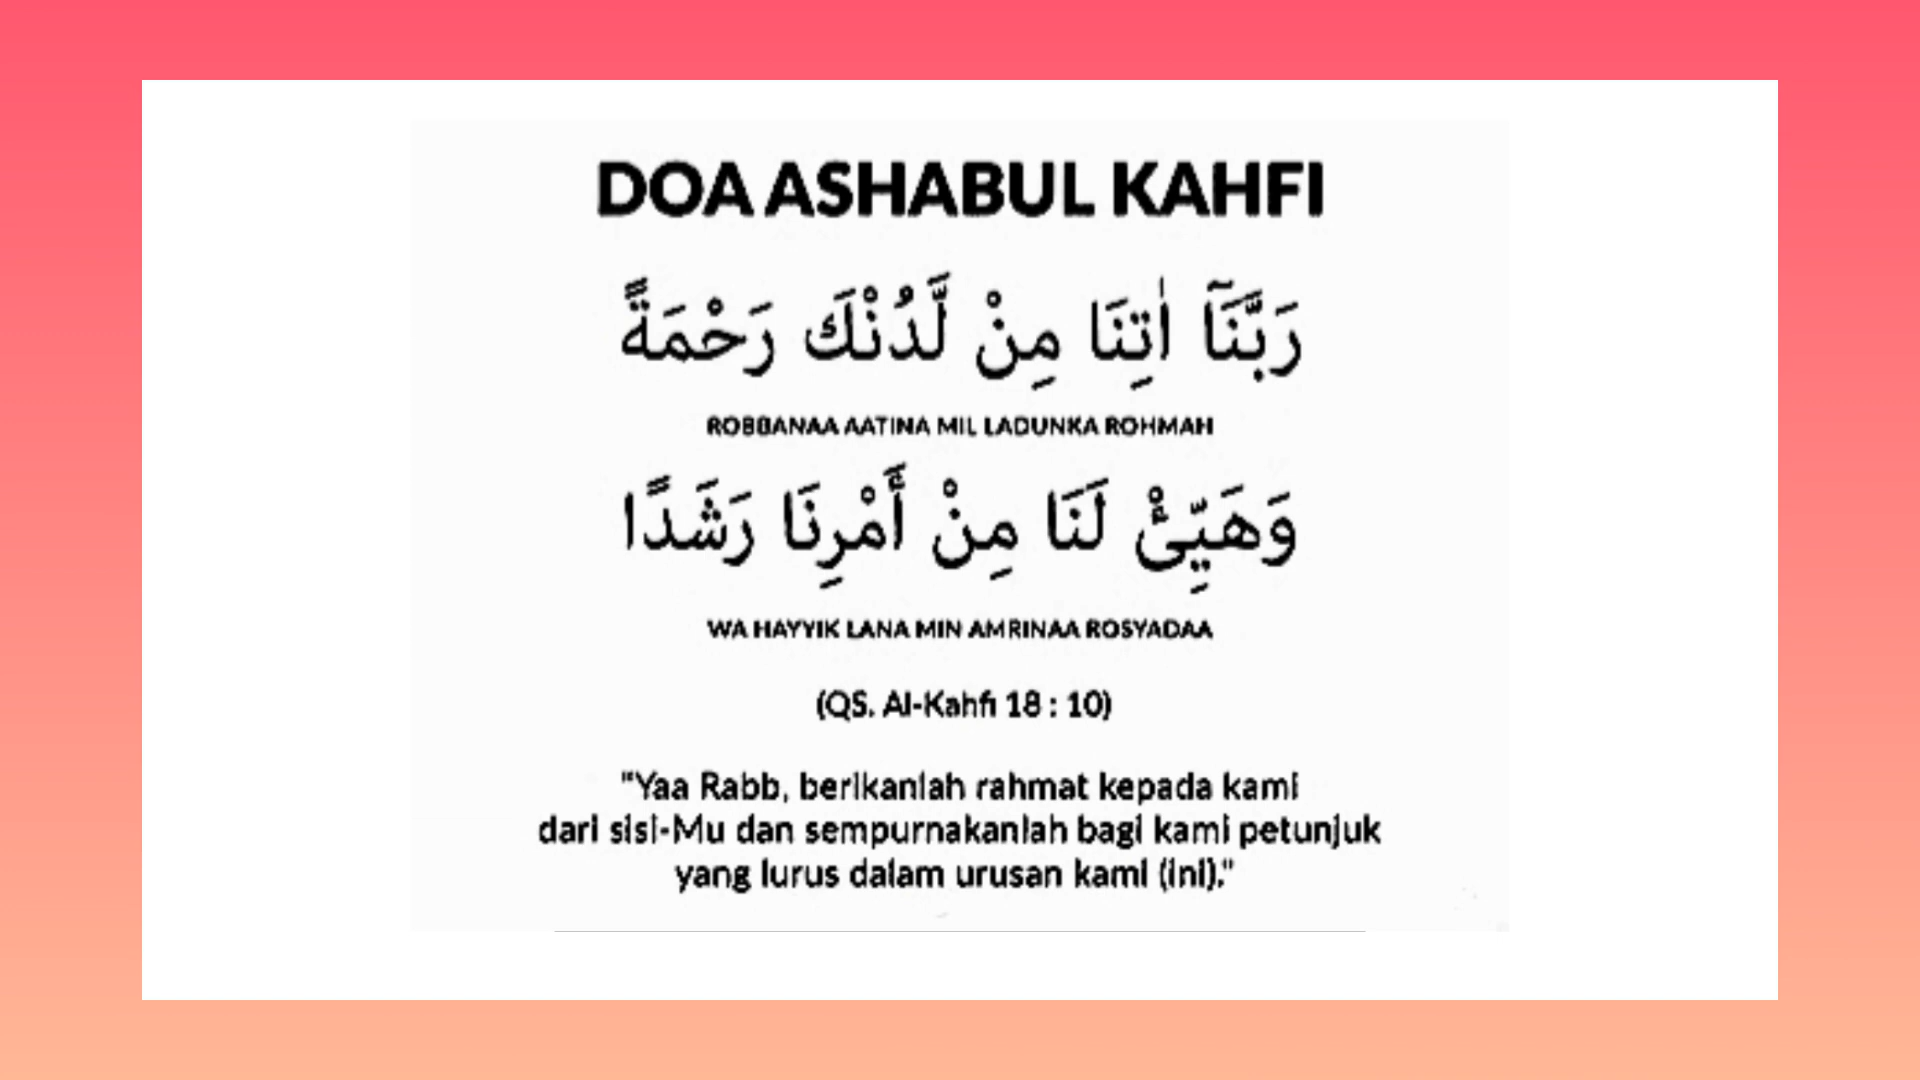 DOA ASHABUL KAHFI
رَبَّنَآ اٰتِنَا مِنْ لَّدُنْكَ رَحْمَةً
ROBBANAA AATINA MIL LADUNKA ROHMAH
وَهَيِّئْ لَنَا مِنْ أَمْرِنَا رَشَدًا
WA HAYYIK LANA MIN AMRINAA ROSYADAA
(QS. Al-Kahfi 18 : 10)
"Yaa Rabb, berikanlah rahmat kepada kami
dari sisi-Mu dan sempurnakanlah bagi kami petunjuk
yang lurus dalam urusan kami (ini)."